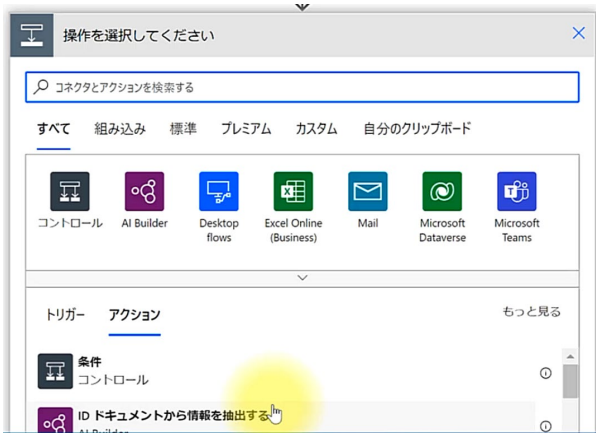 操作を選択してください
コネクタとアクションを検索する
すべて 組み込み 標準 プレミアム カスタム 自分のクリップボード
コントロール AI Builder Desktop flows Excel Online (Business) Mail Microsoft Dataverse Microsoft Teams
トリガー アクション もっと見る
条件
コントロール
ID ドキュメントから情報を抽出する
AI Builder